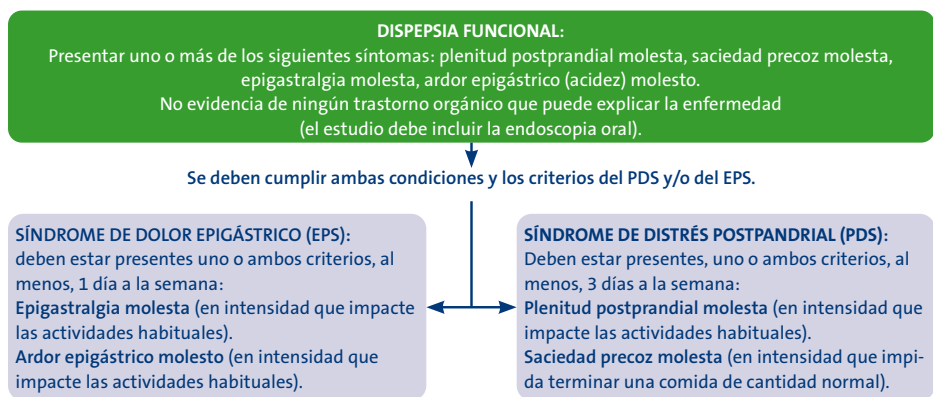 DISPEPSIA FUNCIONAL:
Presentar uno o más de los siguientes síntomas: plenitud postprandial molesta, saciedad precoz molesta,
epigastralgia molesta, ardor epigástrico (acidez) molesto.
No evidencia de ningún trastorno orgánico que puede explicar la enfermedad
(el estudio debe incluir la endoscopia oral).
Se deben cumplir ambas condiciones y los criterios del PDS y/o del EPS.
SÍNDROME DE DOLOR EPIGÁSTRICO (EPS):
deben estar presentes uno o ambos criterios, al
menos, 1 día a la semana:
Epigastralgia molesta (en intensidad que impacte
las actividades habituales).
Ardor epigástrico molesto (en intensidad que
impacte las actividades habituales).
SÍNDROME DE DISTRÉS POSTPANDRIAL (PDS):
Deben estar presentes, uno o ambos criterios, al
menos, 3 días a la semana:
Plenitud postprandial molesta (en intensidad que
impacte las actividades habituales).
Saciedad precoz molesta (en intensidad que impi-
da terminar una comida de cantidad normal).